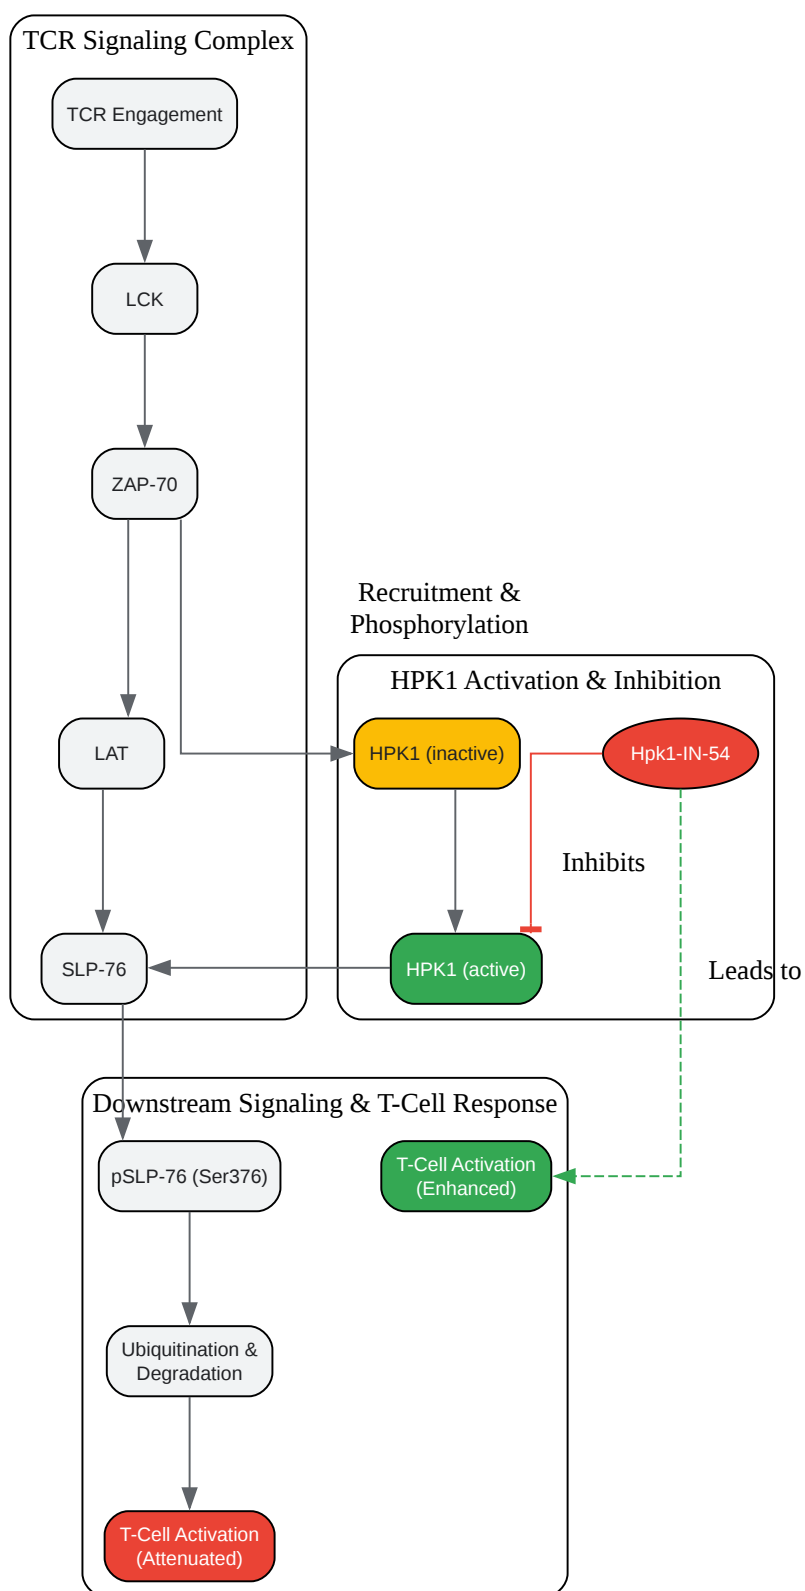 TCR Signaling Complex
TCR Engagement
LCK
ZAP-70
Recruitment &
Phosphorylation
HPK1 Activation & Inhibition
LAT
HPK1 (inactive)
Hpk1-IN-54
Inhibits
SLP-76
HPK1 (active)
Leads to
Downstream Signaling & T-Cell Response
pSLP-76 (Ser376)
T-Cell Activation
(Enhanced)
Ubiquitination &
Degradation
T-Cell Activation
(Attenuated)